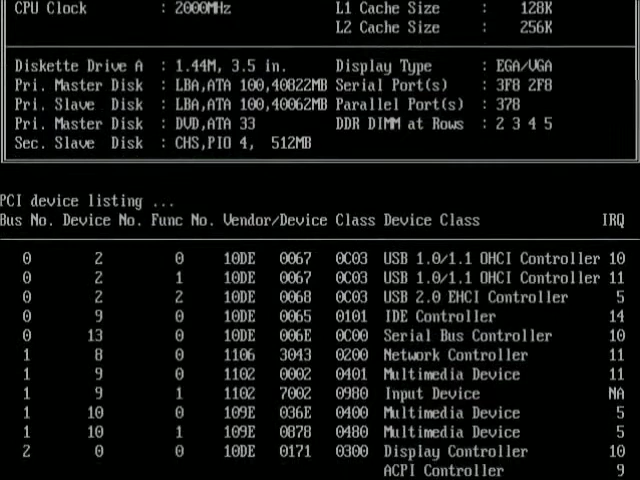 CPU Clock : 2000MHz L1 Cache Size : 128K
L2 Cache Size : 256K
Diskette Drive A : 1.44M, 3.5 in. Display Type : EGA/VGA
Pri. Master Disk : LBA,ATA 100,40822MB Serial Port(s) : 3F8 2F8
Pri. Slave Disk : LBA,ATA 100,40062MB Parallel Port(s) : 378
Pri. Master Disk : DVD,ATA 33 DDR DIMM at Rows : 2 3 4 5
Sec. Slave Disk : CHS,PIO 4, 512MB
PCI device listing ...
Bus No. Device No. Func No. Vendor/Device Class Device Class IRQ
0 2 0 10DE 0067 0C03 USB 1.0/1.1 OHCI Controller 10
0 2 1 10DE 0067 0C03 USB 1.0/1.1 OHCI Controller 11
0 2 2 10DE 0068 0C03 USB 2.0 EHCI Controller 5
0 9 0 10DE 0065 0101 IDE Controller 14
0 13 0 10DE 006E 0C00 Serial Bus Controller 10
1 8 0 1106 3043 0200 Network Controller 11
1 9 0 1102 0002 0401 Multimedia Device 11
1 9 1 1102 7002 0980 Input Device NA
1 10 0 109E 036E 0400 Multimedia Device 5
1 10 1 109E 0878 0480 Multimedia Device 5
2 0 0 10DE 0171 0300 Display Controller 10
ACPI Controller 9